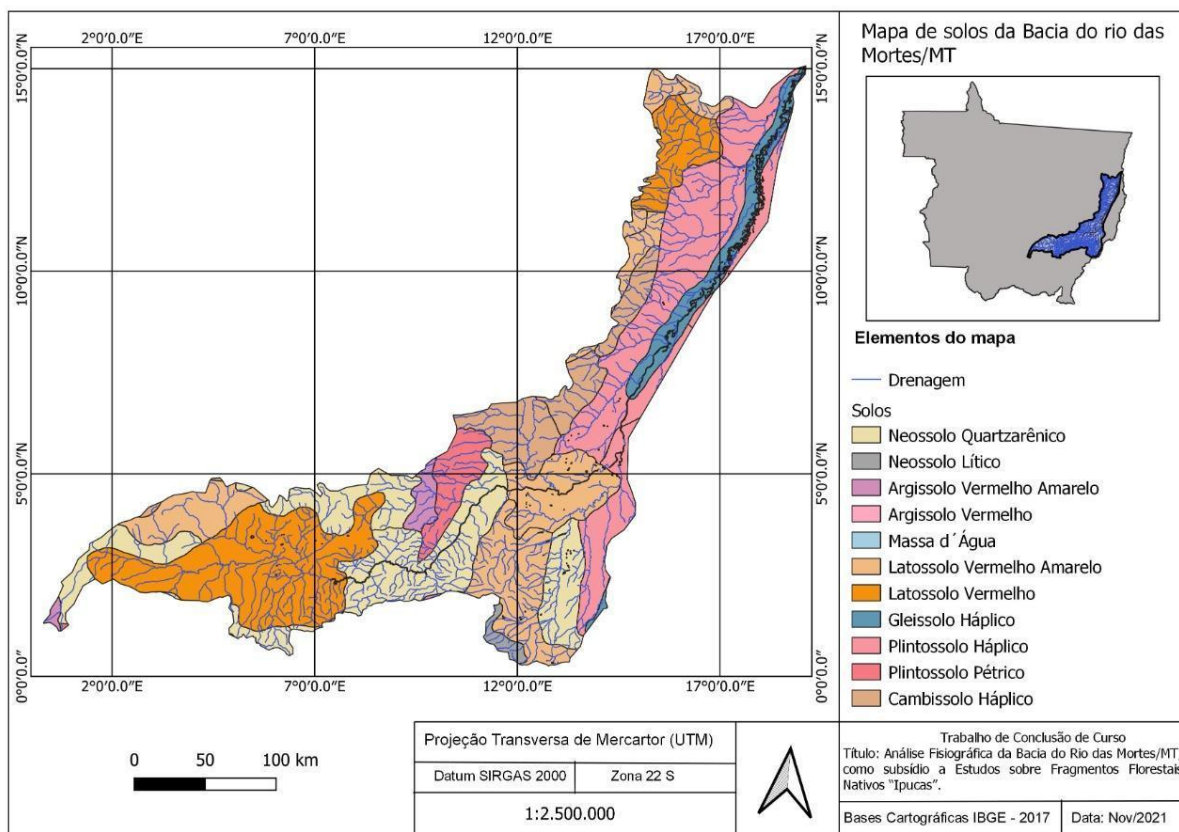 2°0'0.0"E
7°0'0.0"E
12°0'0.0"E
17°0'0.0"E
15°0'0.0"N
10°0'0.0"N
5°0'0.0"N
0°0'0.0"
15°0'0.0"N
10°0'0.0"N
5°0'0.0"N
0°0'0.0"
2°0'0.0"E
7°0'0.0"E
12°0'0.0"E
17°0'0.0"E
Mapa de solos da Bacia do rio das
Mortes/MT
Elementos do mapa
Drenagem
Solos
Neossolo Quartzarênico
Neossolo Lítico
Argissolo Vermelho Amarelo
Argissolo Vermelho
Massa d´Água
Latossolo Vermelho Amarelo
Latossolo Vermelho
Gleissolo Háplico
Plintossolo Háplico
Plintossolo Pétrico
Cambissolo Háplico
0 50 100 km
Projeção Transversa de Mercartor (UTM)
Datum SIRGAS 2000
Zona 22 S
1:2.500.000
Trabalho de Conclusão de Curso
Título: Análise Fisiográfica da Bacia do Rio das Mortes/MT,
como subsídio a Estudos sobre Fragmentos Florestais
Nativos "Ipucas".
Bases Cartográficas IBGE - 2017
Data: Nov/2021